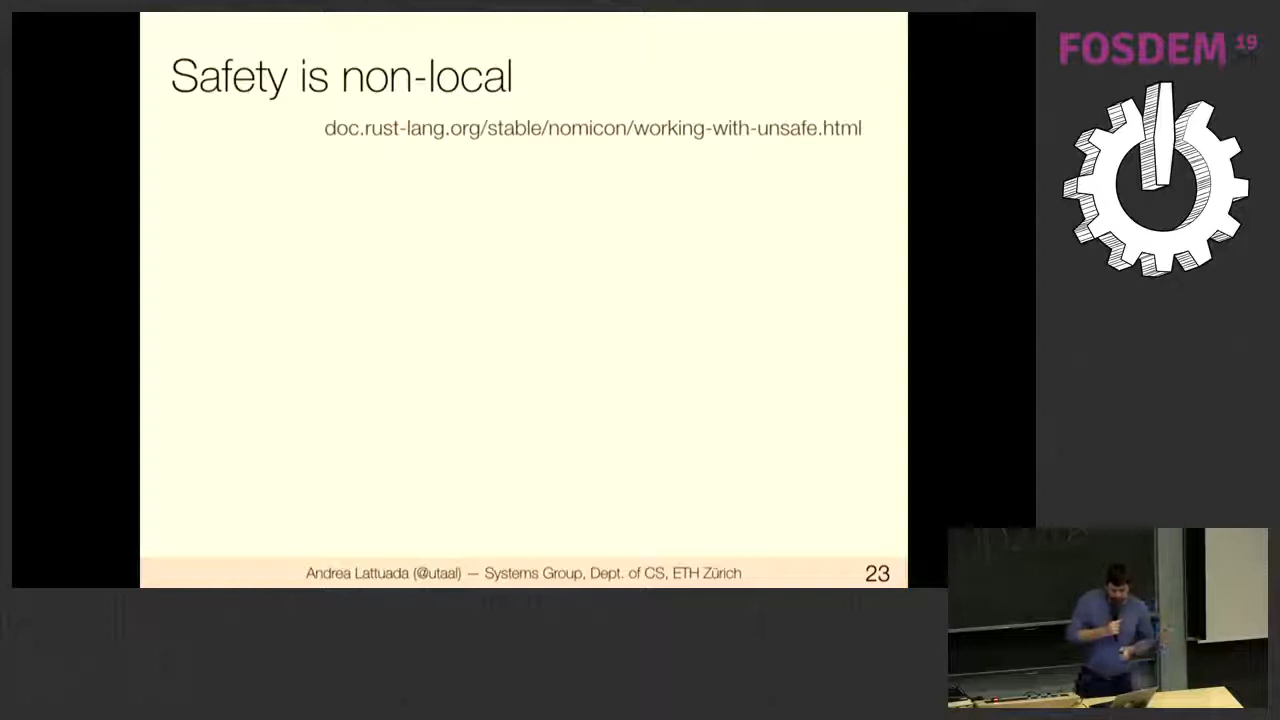 Safety is non-local
doc.rust-lang.org/stable/nomicon/working-with-unsafe.html
Andrea Lattuada (@utaal) — Systems Group, Dept. of CS, ETH Zürich
23
FOSDEM 19